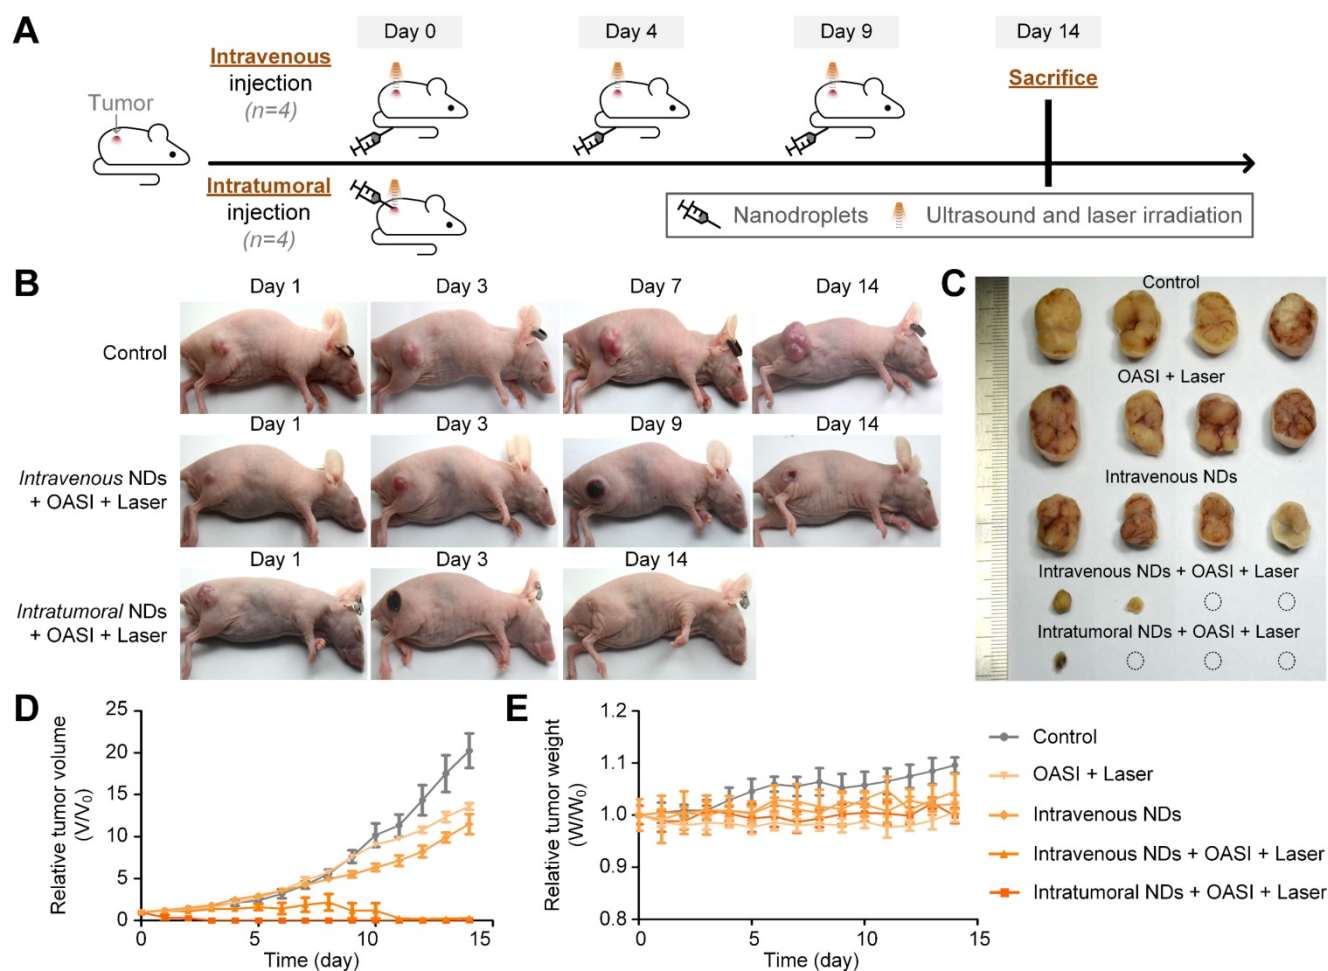 A
Day 0
Day 4
Day 9
Day 14
Intravenous
injection
(n=4)
Sacrifice
Tumor
Intratumoral
injection
(n=4)
Nanodroplets
Ultrasound and laser irradiation
B
Day 1
Day 3
Day 7
Day 14
Control
Day 1
Day 3
Day 9
Day 14
Intravenous NDs
+ OASI + Laser
Day 1
Day 3
Day 14
Intratumoral NDs
+ OASI + Laser
C
Control
OASI + Laser
Intravenous NDs
Intravenous NDs + OASI + Laser
Intratumoral NDs + OASI + Laser
D
Relative tumor volume
(V/V₀)
25
20
15
10
5
0
0
5
10
15
Time (day)
E
Relative tumor weight
(W/W₀)
1.2
1.1
1.0
0.9
0.8
0
5
10
15
Time (day)
Control
OASI + Laser
Intravenous NDs
Intravenous NDs + OASI + Laser
Intratumoral NDs + OASI + Laser